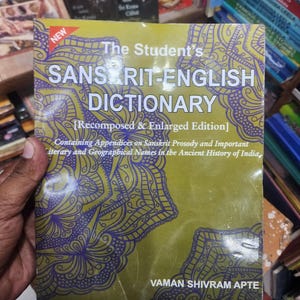 NEW
The Student's
SANSKRIT-ENGLISH
DICTIONARY
[Recomposed & Enlarged Edition]
Containing Appendices on Sanskrit Prosody and Important
Literary and Geographical Names in the Ancient History of India
VAMAN SHIVRAM APTE